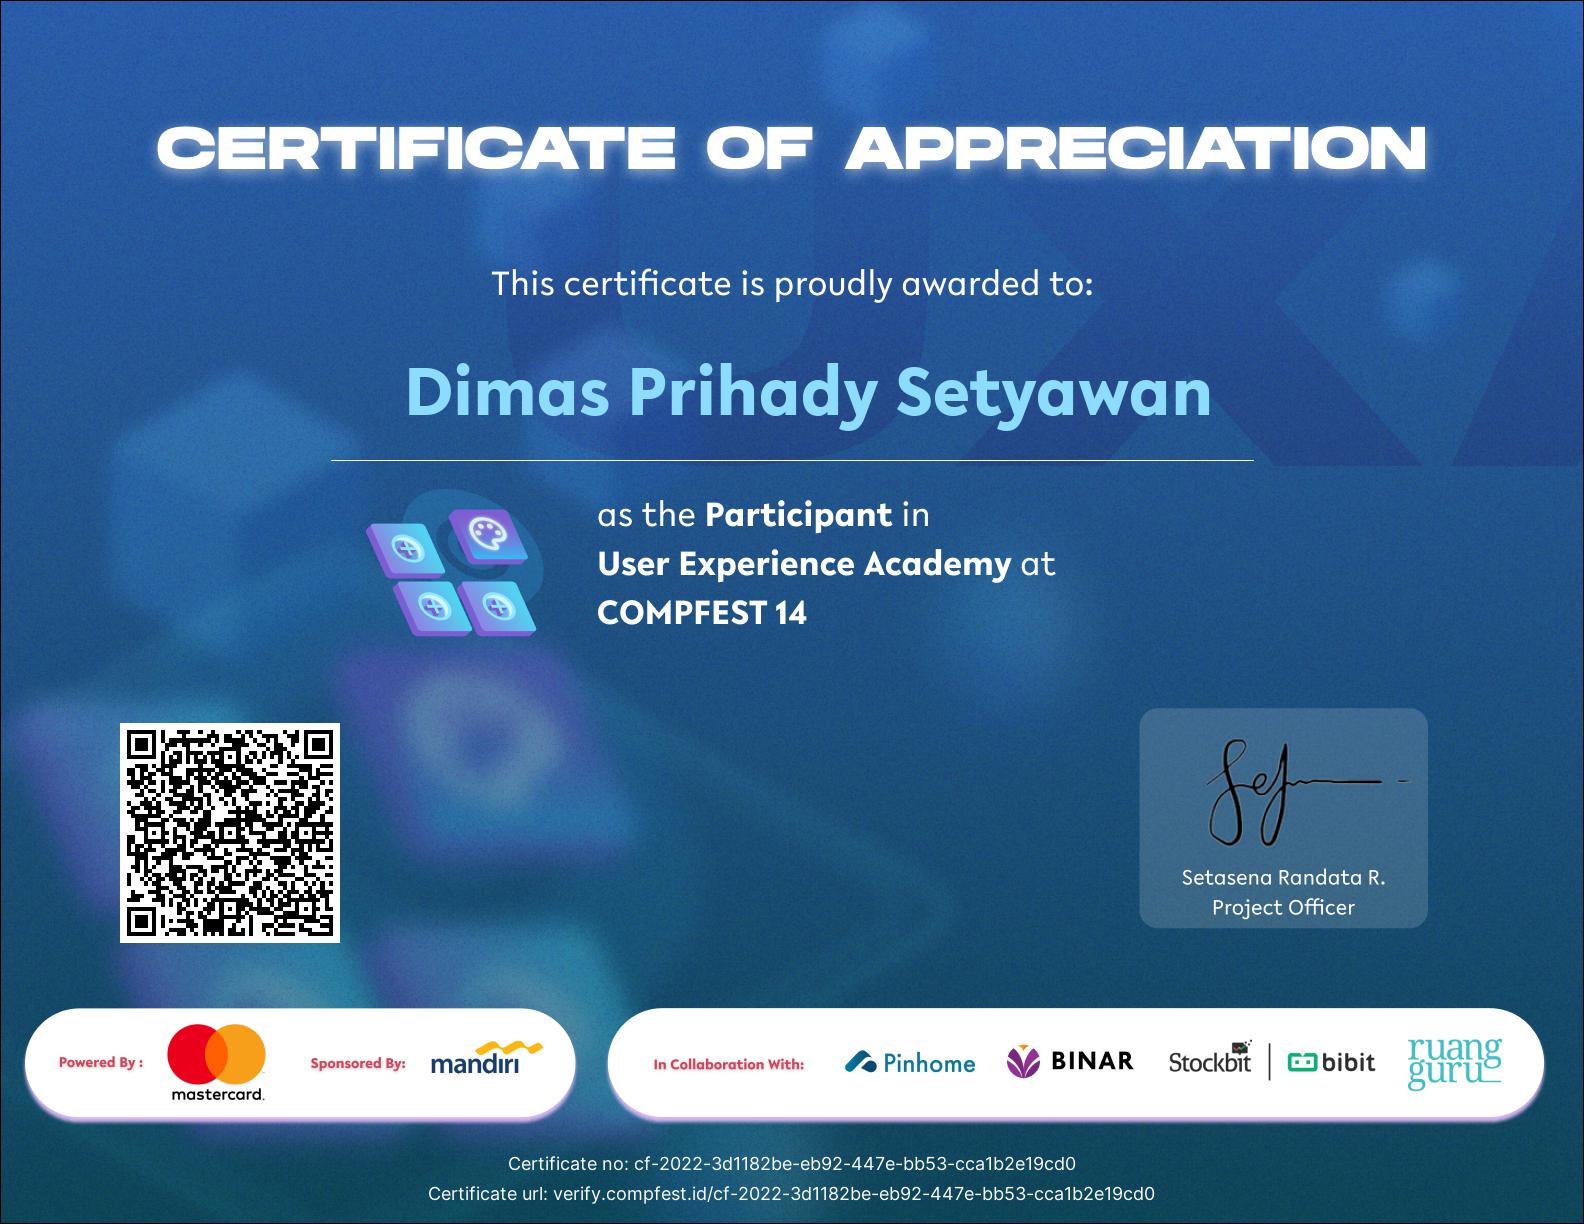 CERTIFICATE OF APPRECIATION
This certificate is proudly awarded to:
Dimas Prihady Setyawan
as the Participant in
User Experience Academy at
COMPFEST 14
Setasena Randata R.
Project Officer
Powered By :
mastercard.
Sponsored By:
mandiri
In Collaboration With:
Pinhome
BINAR
Stockbit
bibit
ruang
guru
Certificate no: cf-2022-3d1182be-eb92-447e-bb53-cca1b2e19cd0
Certificate url: verify.compfest.id/cf-2022-3d1182be-eb92-447e-bb53-cca1b2e19cd0